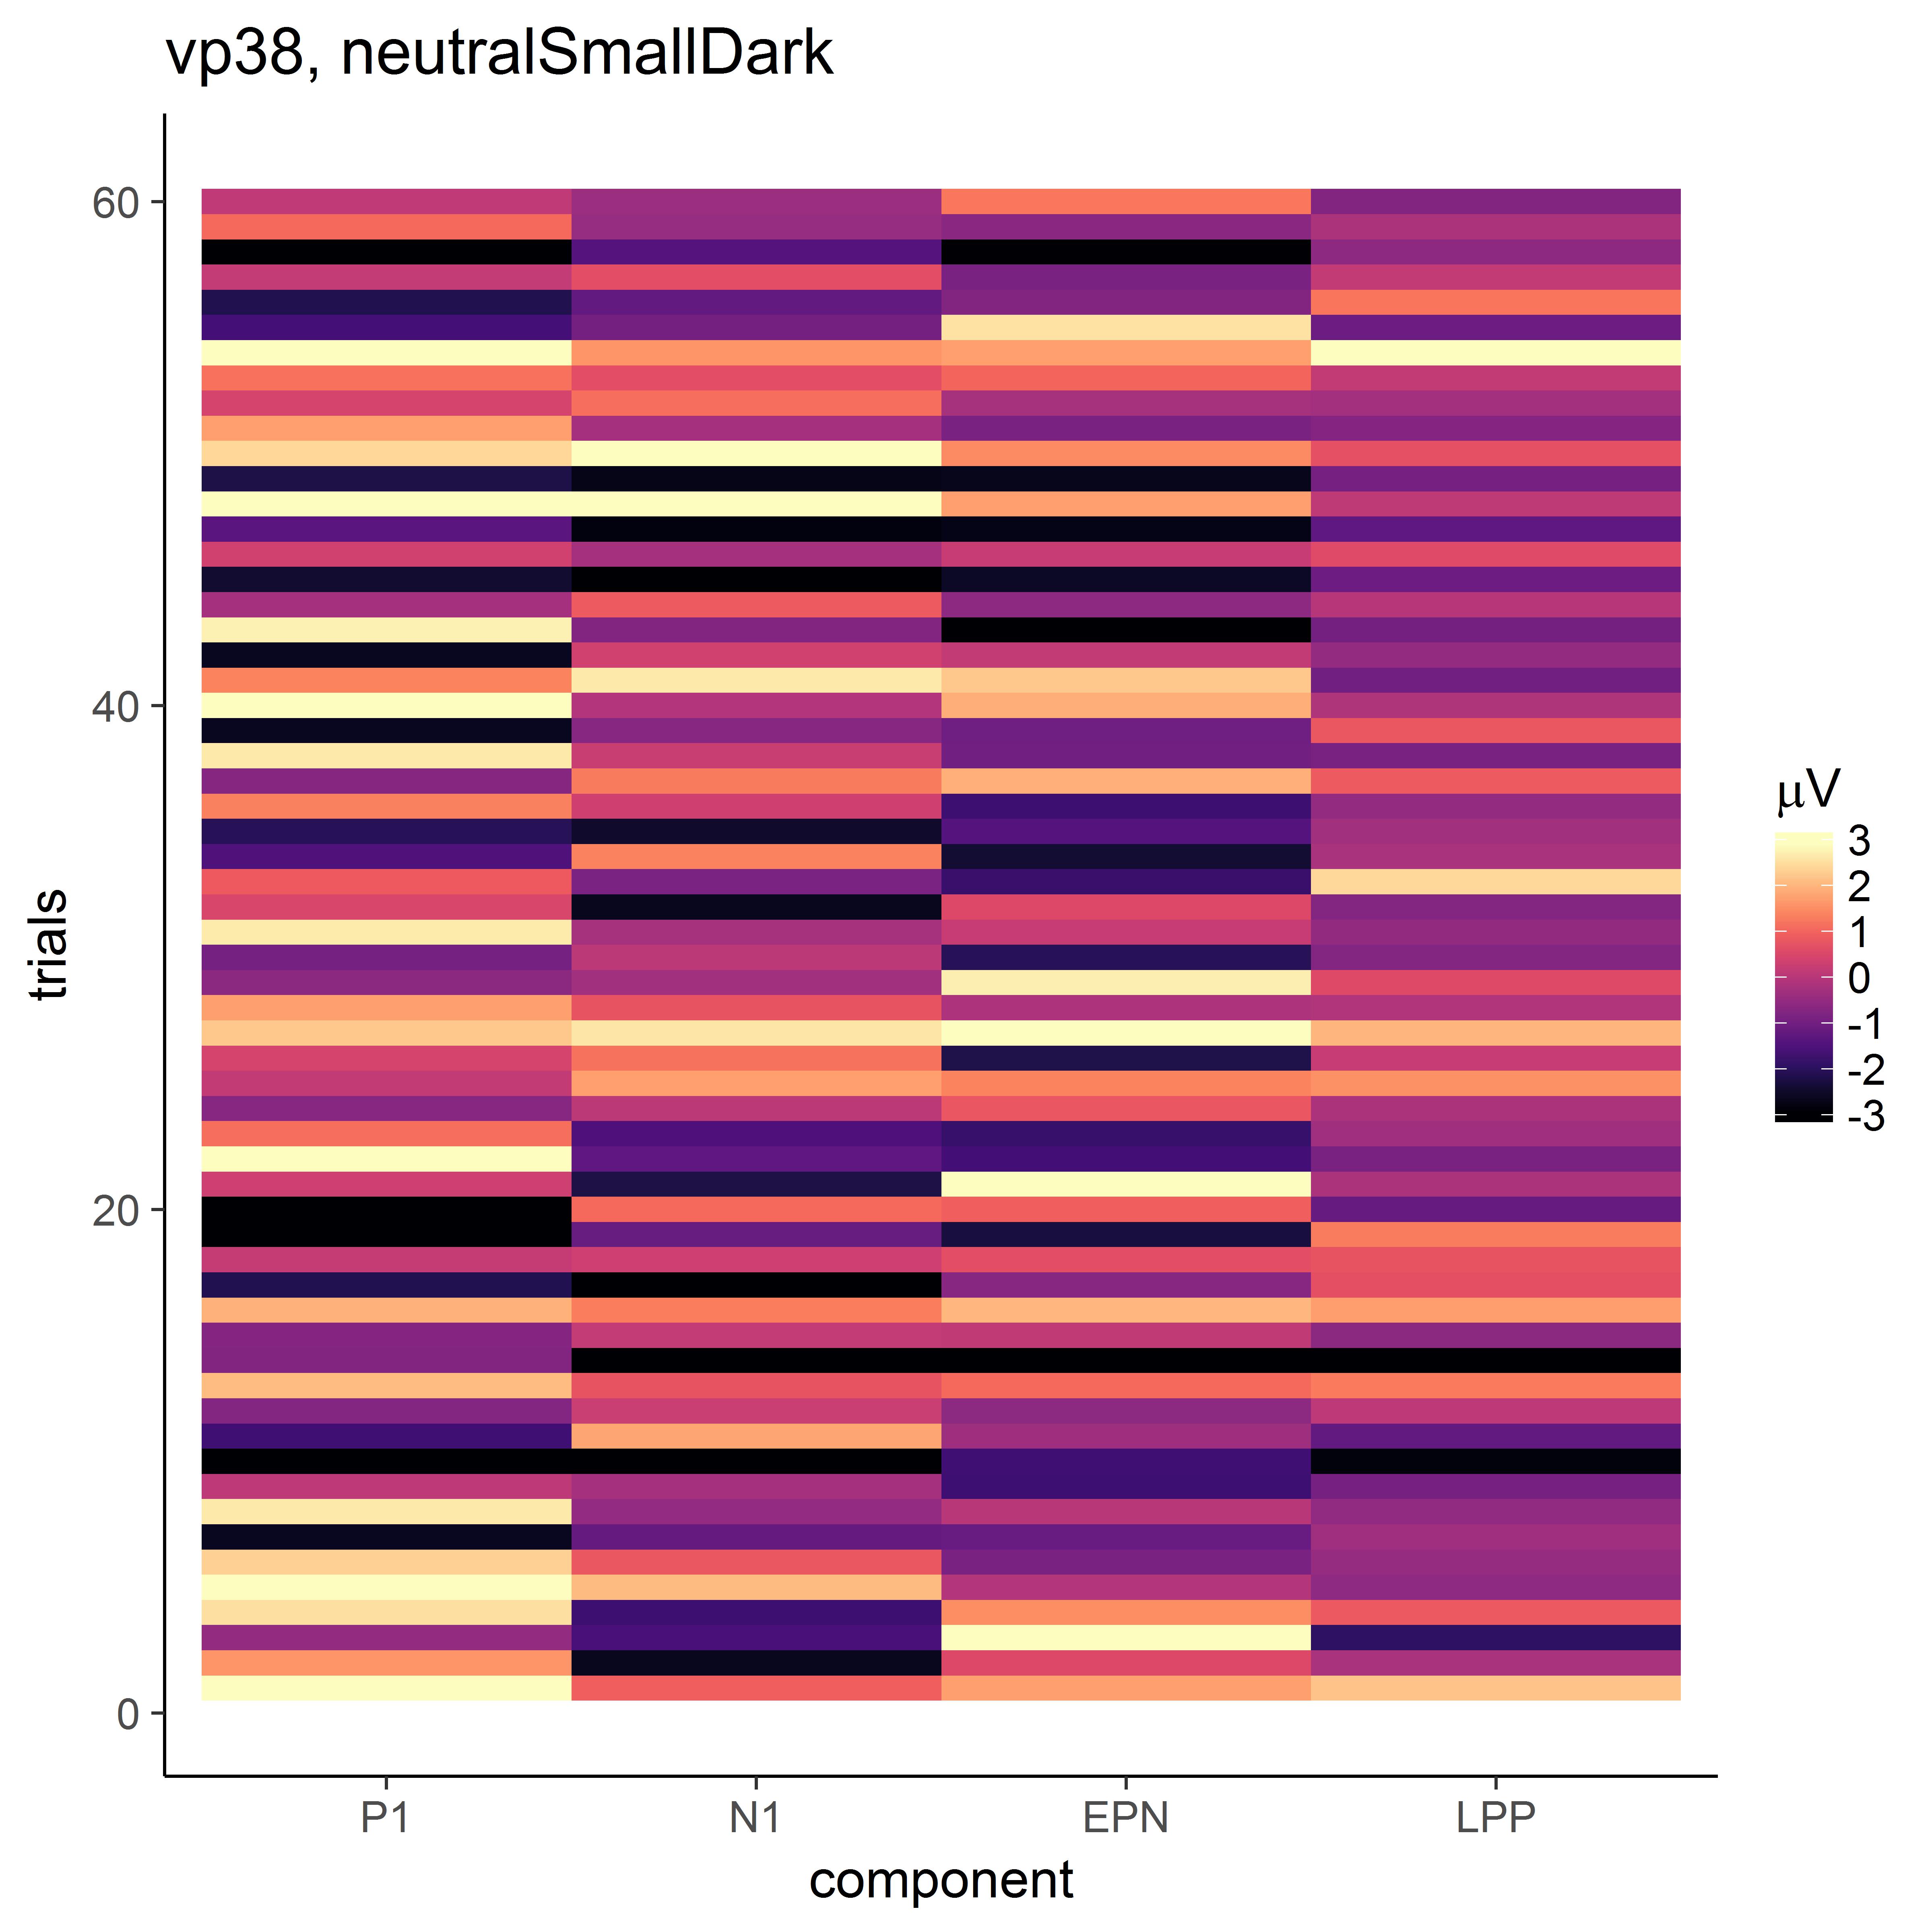 vp38, neutralSmallDark
60
40
20
0
trials
P1 N1 EPN LPP
component
μV
3
2
1
0
-1
-2
-3